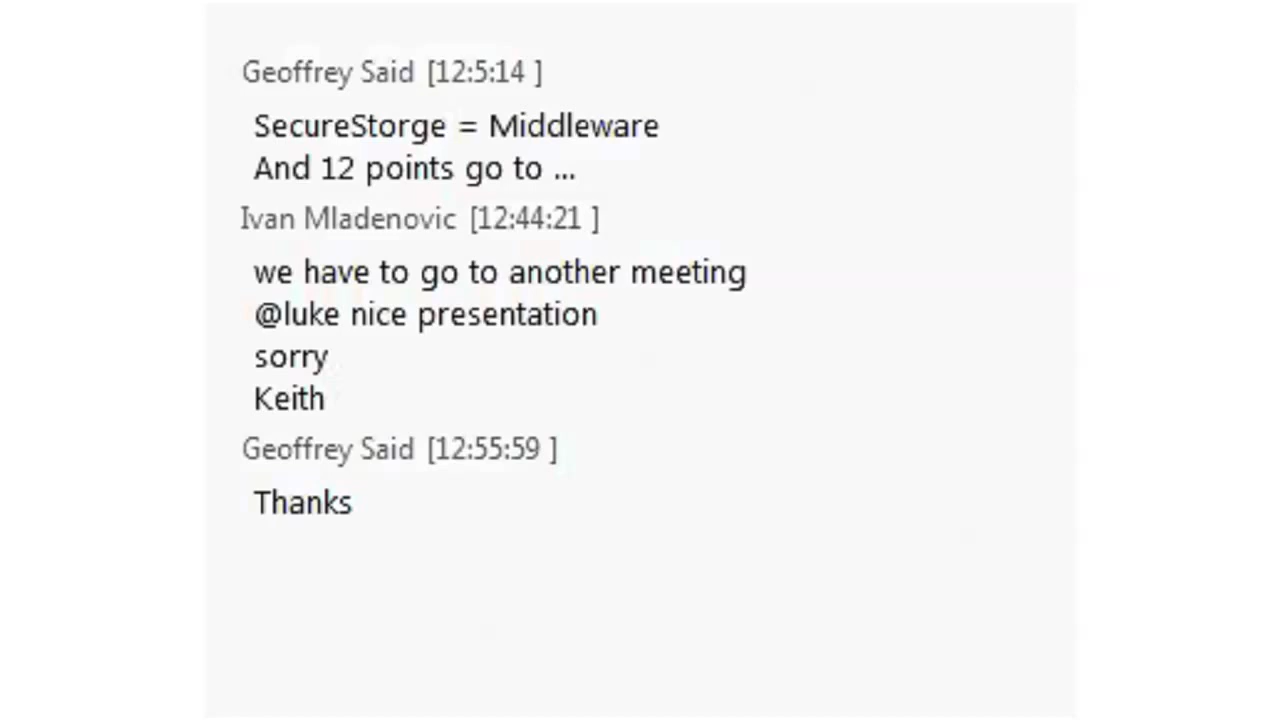 Geoffrey Said [12:5:14 ]
SecureStorge = Middleware
And 12 points go to ...
Ivan Mladenovic [12:44:21 ]
we have to go to another meeting
@luke nice presentation
sorry
Keith
Geoffrey Said [12:55:59 ]
Thanks